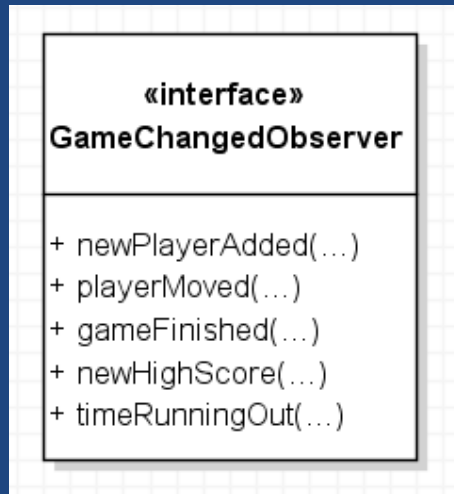 «interface»
GameChangedObserver
+ newPlayerAdded(...)
+ playerMoved(...)
+ gameFinished(...)
+ newHighScore(...)
+ timeRunningOut(...)